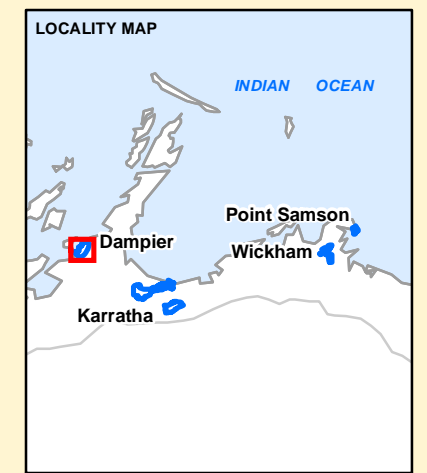 LOCALITY MAP
INDIAN OCEAN
Point Samson
Dampier
Wickham
Karratha